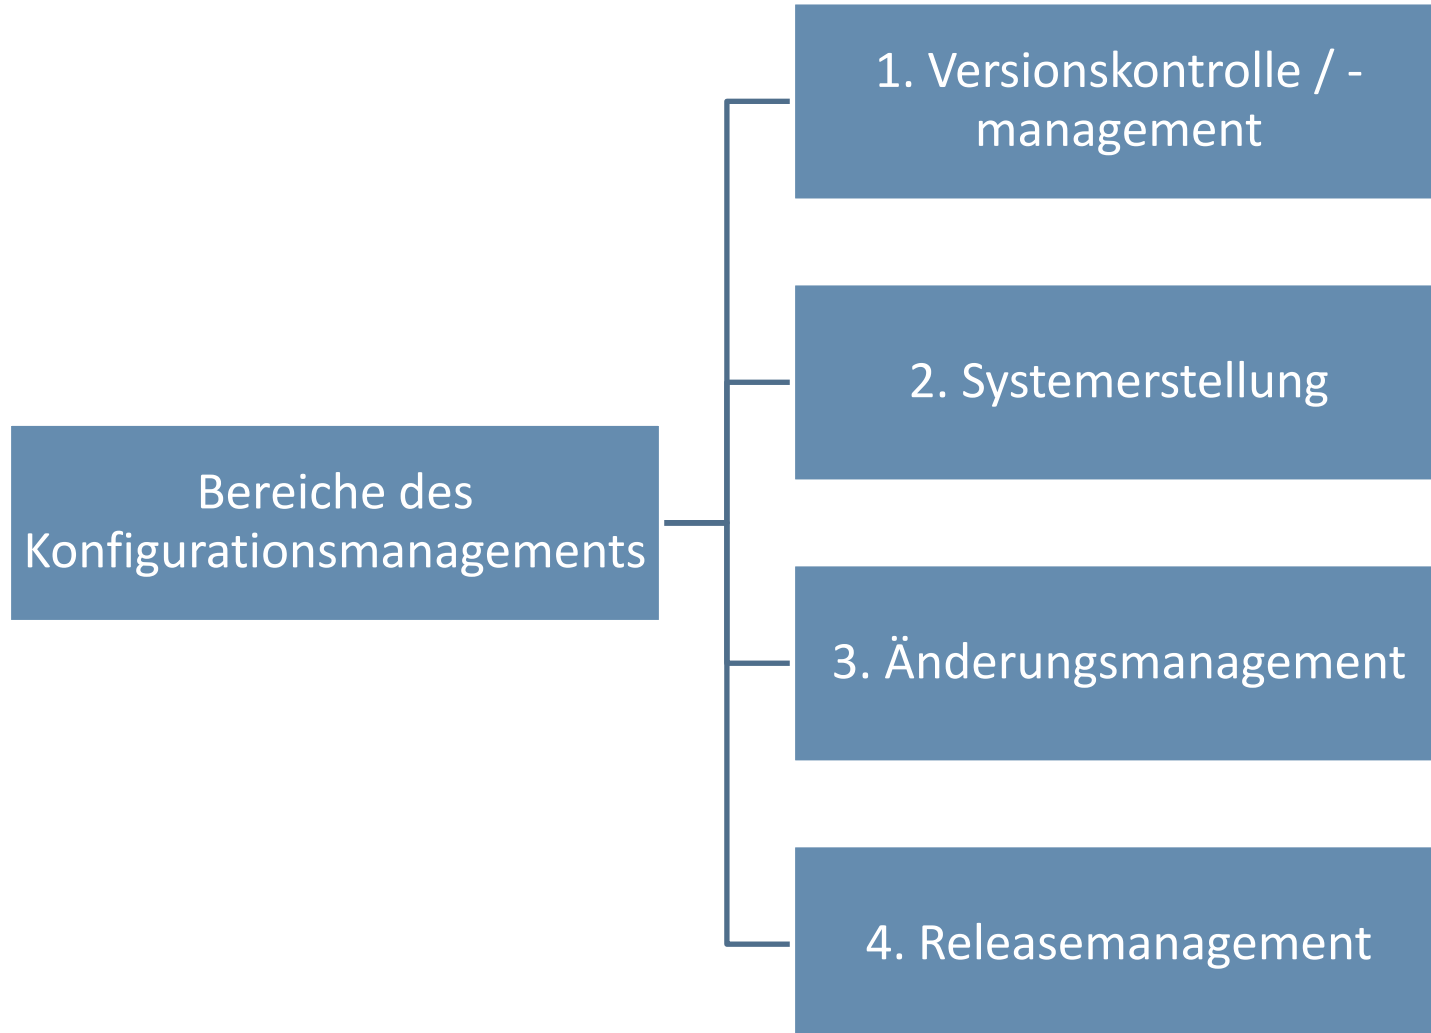 1. Versionskontrolle / -
management
2. Systemerstellung
Bereiche des
Konfigurationsmanagements
3. Änderungsmanagement
4. Releasemanagement